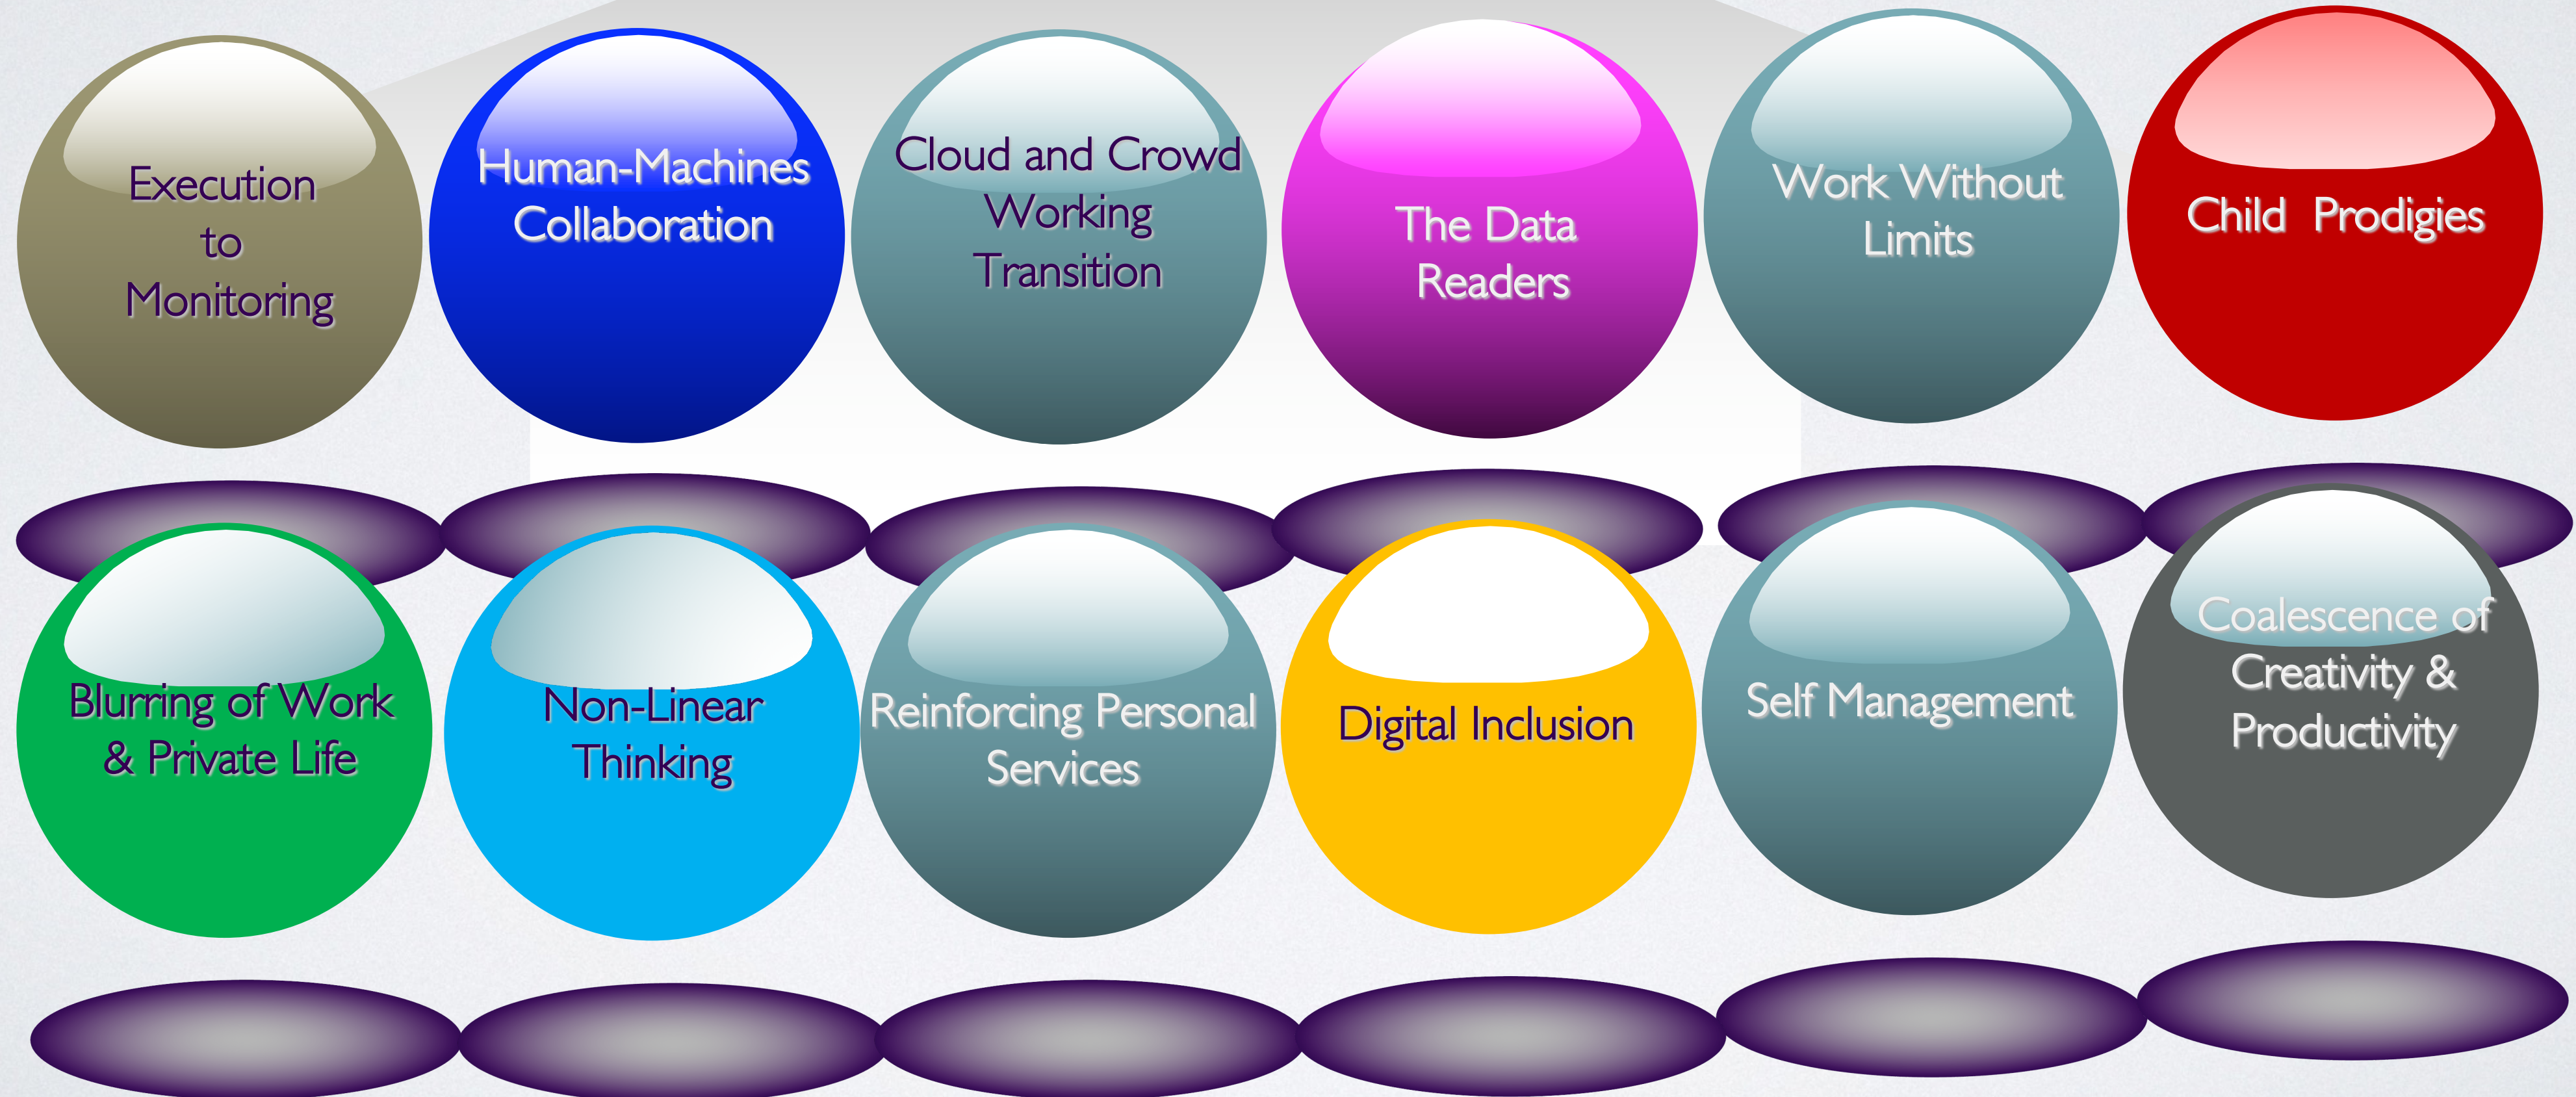 Execution
to
Monitoring
Human-Machines
Collaboration
Cloud and Crowd
Working
Transition
The Data
Readers
Work Without
Limits
Child  Prodigies
Blurring of Work
& Private Life
Non-Linear
Thinking
Reinforcing Personal
Services
Digital Inclusion
Self Management
Coalescence of
Creativity &
Productivity